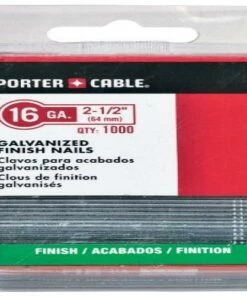 PORTER + CABLE
16 GA. 2-1/2"
(64 mm)
QTY: 1000
GALVANIZED
FINISH NAILS
Clavos para acabados
galvanizados
Clous de finition
galvanisés
FINISH / ACABADOS / FINITION